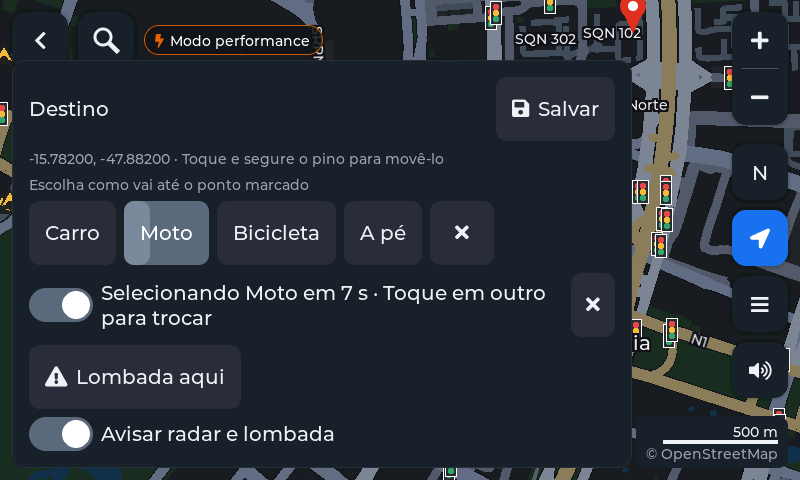 Modo performance
SQN 302
SQN 102
Destino
Salvar
Norte
-15.78200, -47.88200 · Toque e segure o pino para movê-lo
Escolha como vai até o ponto marcado
N
Carro
Moto
Bicicleta
A pé
Selecionando Moto em 7 s · Toque em outro
para trocar
N1
Lombada aqui
Avisar radar e lombada
500 m
© OpenStreetMap